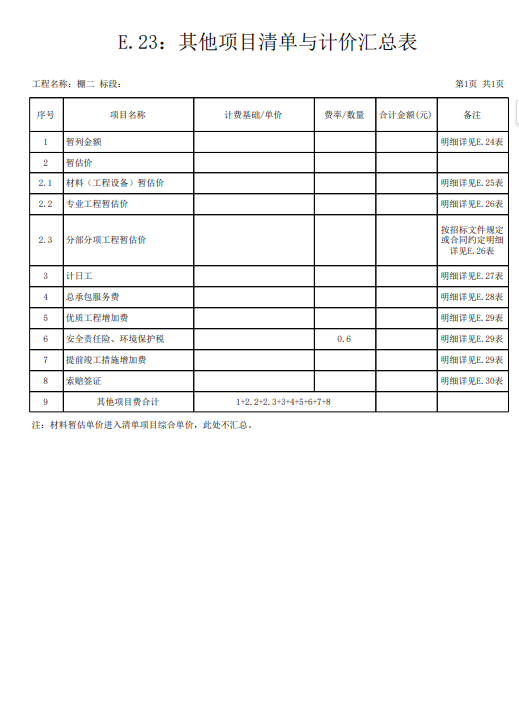 E.23：其他项目清单与计价汇总表
工程名称：棚二 标段： 第1页 共1页
序号 项目名称 计费基础/单价 费率/数量 合计金额(元) 备注
1 暂列金额 明细详见E.24表
2 暂估价
2.1 材料（工程设备）暂估价 明细详见E.25表
2.2 专业工程暂估价 明细详见E.26表
2.3 分部分项工程暂估价 按招标文件规定
或合同约定明细
详见E.26表
3 计日工 明细详见E.27表
4 总承包服务费 明细详见E.28表
5 优质工程增加费 明细详见E.29表
6 安全责任险、环境保护税 0.6 明细详见E.29表
7 提前竣工措施增加费 明细详见E.29表
8 索赔签证 明细详见E.30表
9 其他项目费合计 1+2.2+2.3+3+4+5+6+7+8
注：材料暂估单价进入清单项目综合单价，此处不汇总。